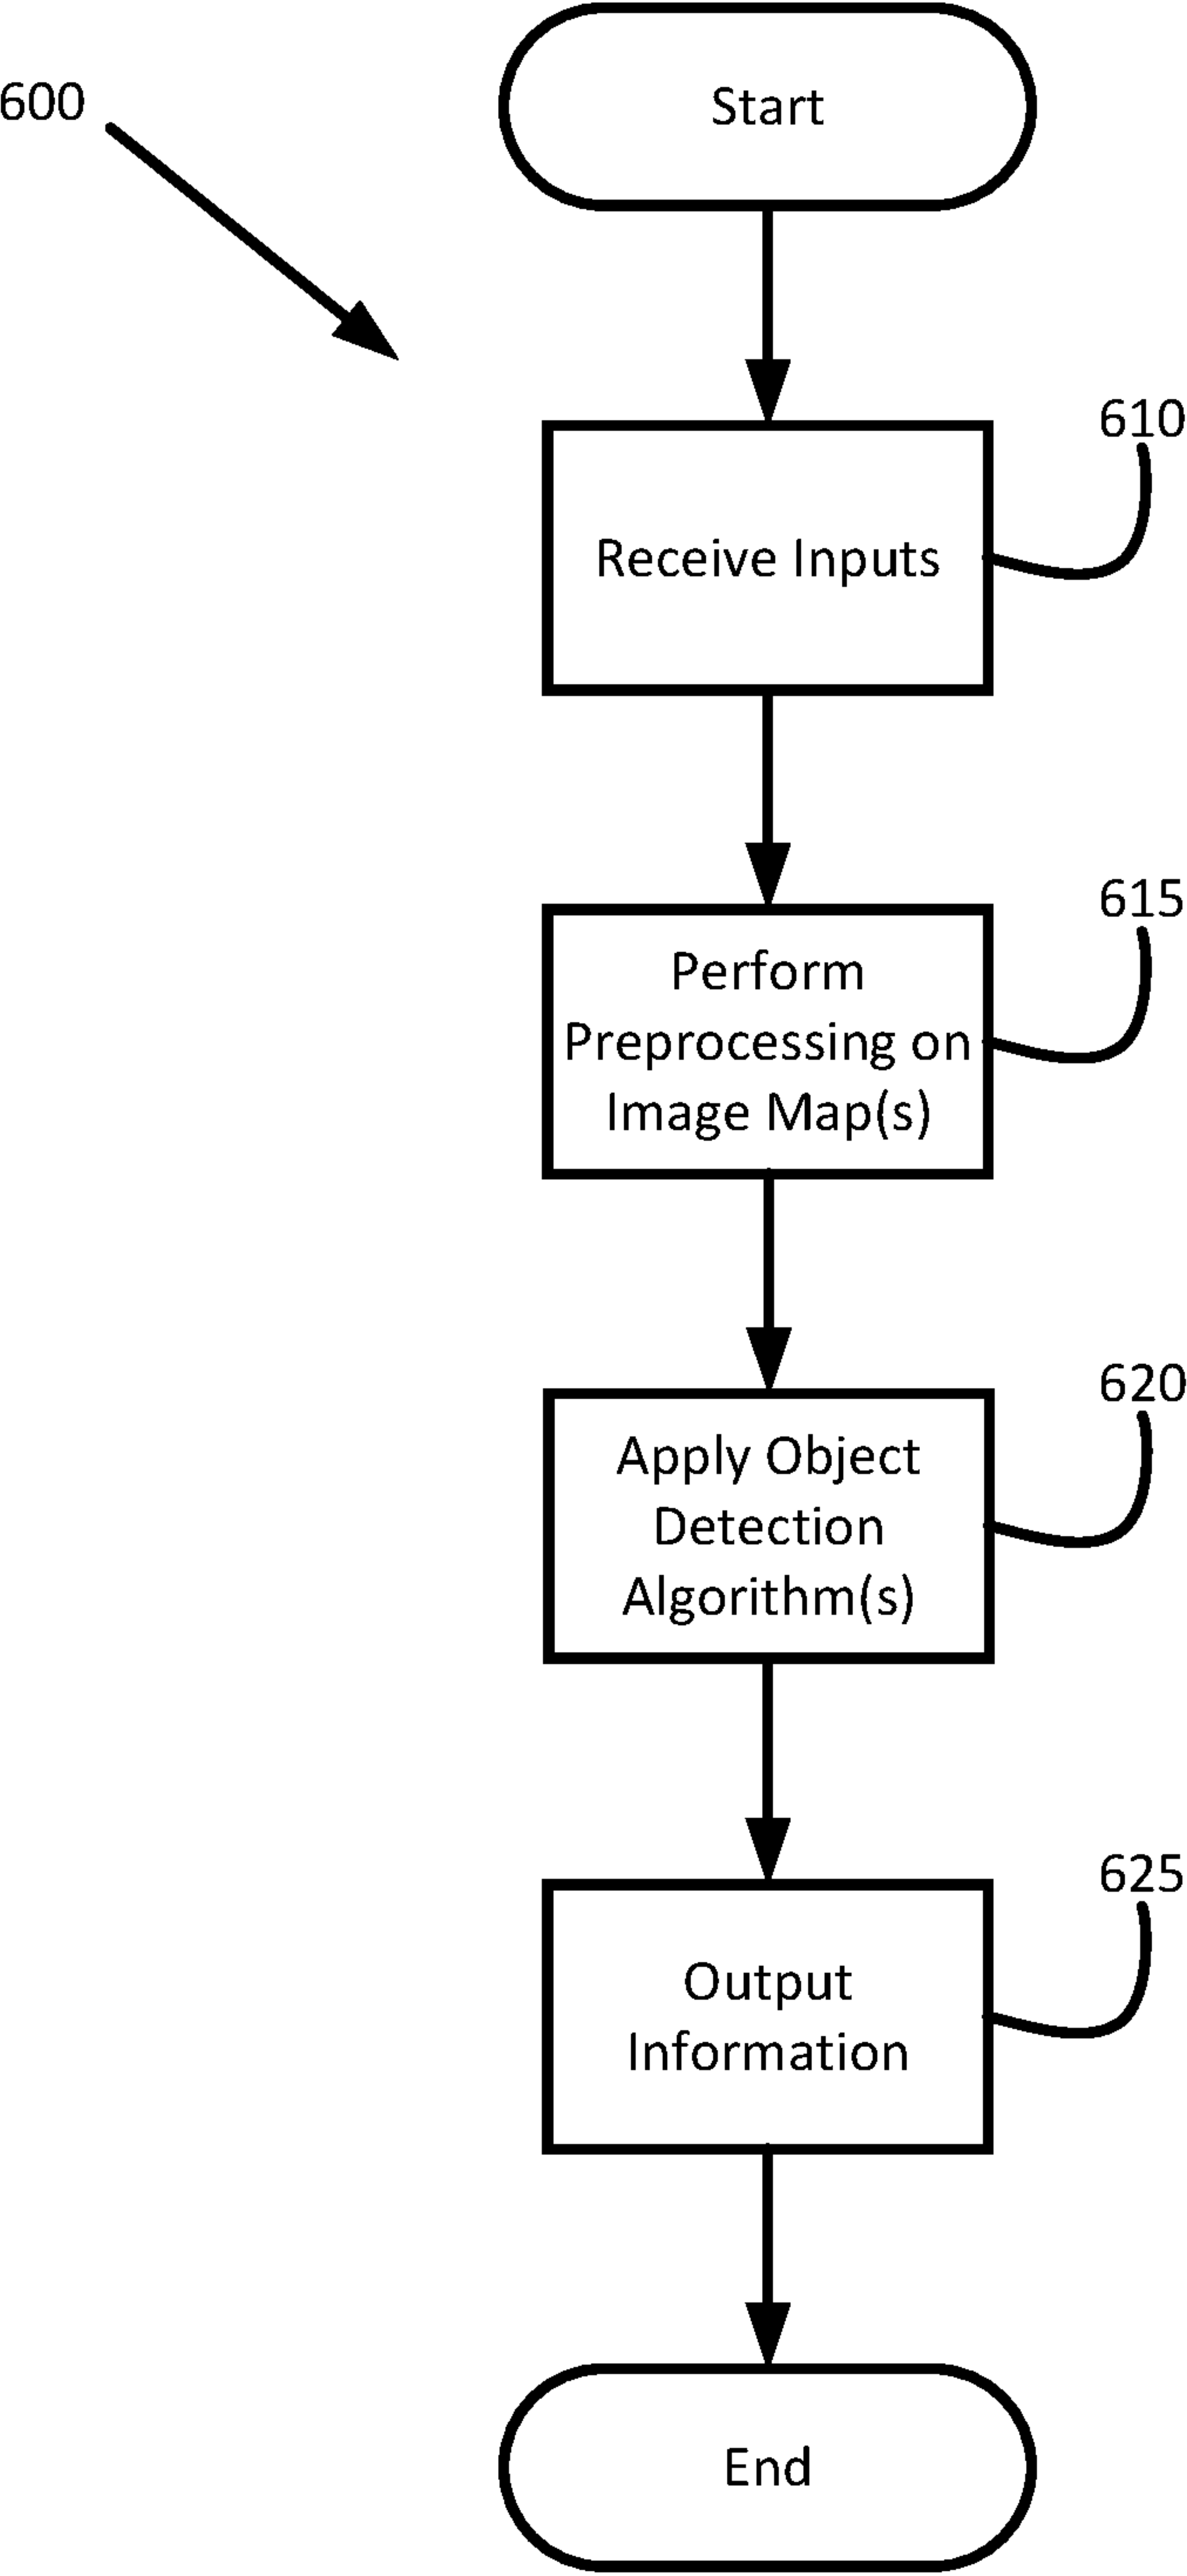 600
Start
610
Receive Inputs
615
Perform
Preprocessing on
Image Map(s)
620
Apply Object
Detection
Algorithm(s)
625
Output
Information
End